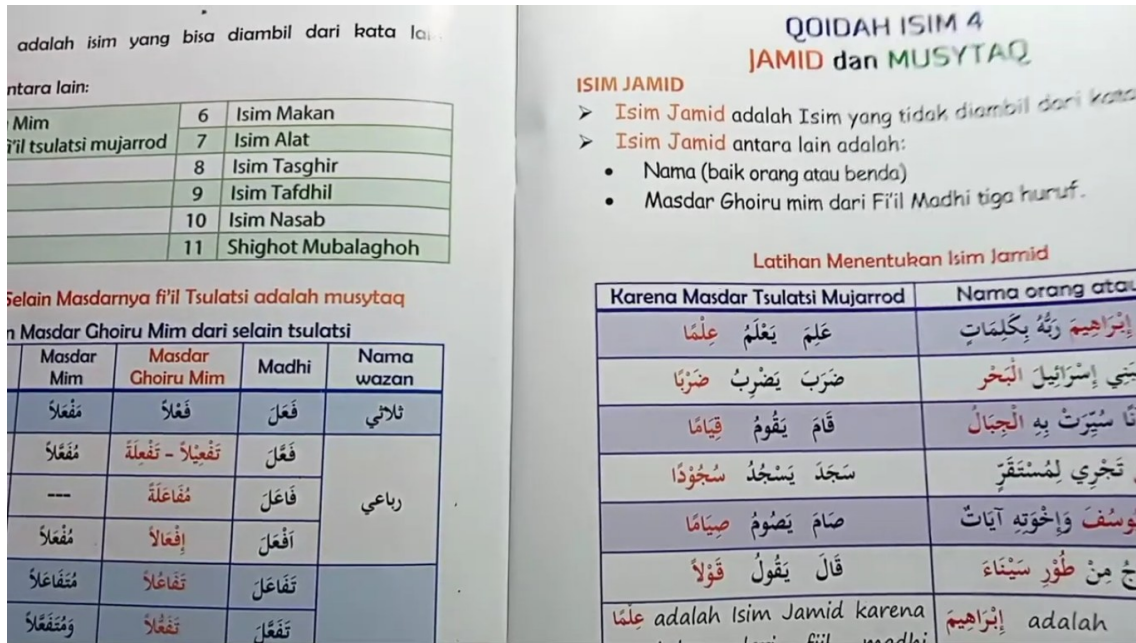 adalah isim yang bisa diambil dari kata
ntara lain:
Mim
fi'il tsulatsi mujarrod
6 Isim Makan
7 Isim Alat
8 Isim Tasghir
9 Isim Tafdhil
10 Isim Nasab
11 Shighot Mubalaghoh
Selain Masdarnya fi'il Tsulatsi adalah musytaq
Masdar Ghoiru Mim dari selain tsulatsi
Masdar Mim Masdar Ghoiru Mim Madhi Nama wazan
مَفْعَلاً فَعْلاً فَعَلَ ثلاثي
مُفَعَّلاً تَفْعِيْلاً – تَفْعِلَةً فَعَّلَ
--- مُفَاعَلَةً فَاعَلَ رباعي
مُفْعَلاً إِفْعَالاً أَفْعَلَ
مُتَفَاعَلاً تَفَاعُلاً تَفَاعَلَ
وَمُتَفَعَّلاً تَفَعُّلاً تَفَعَّلَ
QOIDAH ISIM 4
JAMID dan MUSYTAQ
ISIM JAMID
➢ Isim Jamid adalah Isim yang tidak diambil dari kata
➢ Isim Jamid antara lain adalah:
• Nama (baik orang atau benda)
• Masdar Ghoiru mim dari Fi'il Madhi tiga huruf.
Latihan Menentukan Isim Jamid
Karena Masdar Tsulatsi Mujarrod Nama orang atau
عَلِمَ يَعْلَمُ عِلْمًا إِبْرَاهِيمَ رَبُّهُ بِكَلِمَاتٍ
ضَرَبَ يَضْرِبُ ضَرْبًا بَنِي إِسْرَائِيلَ الْبَحْرَ
قَامَ يَقُومُ قِيَامًا سُيِّرَتْ بِهِ الْجِبَالُ
سَجَدَ يَسْجُدُ سُجُوْدًا تَجْرِي لِمُسْتَقَرٍّ
صَامَ يَصُومُ صِيَامًا يُوسُفَ وَإِخْوَتِهِ آيَاتٌ
قَالَ يَقُولُ قَوْلاً مِنْ طُوْرِ سَيْنَاءَ
عِلْمًا adalah Isim Jamid karena إِبْرَاهِيمَ adalah